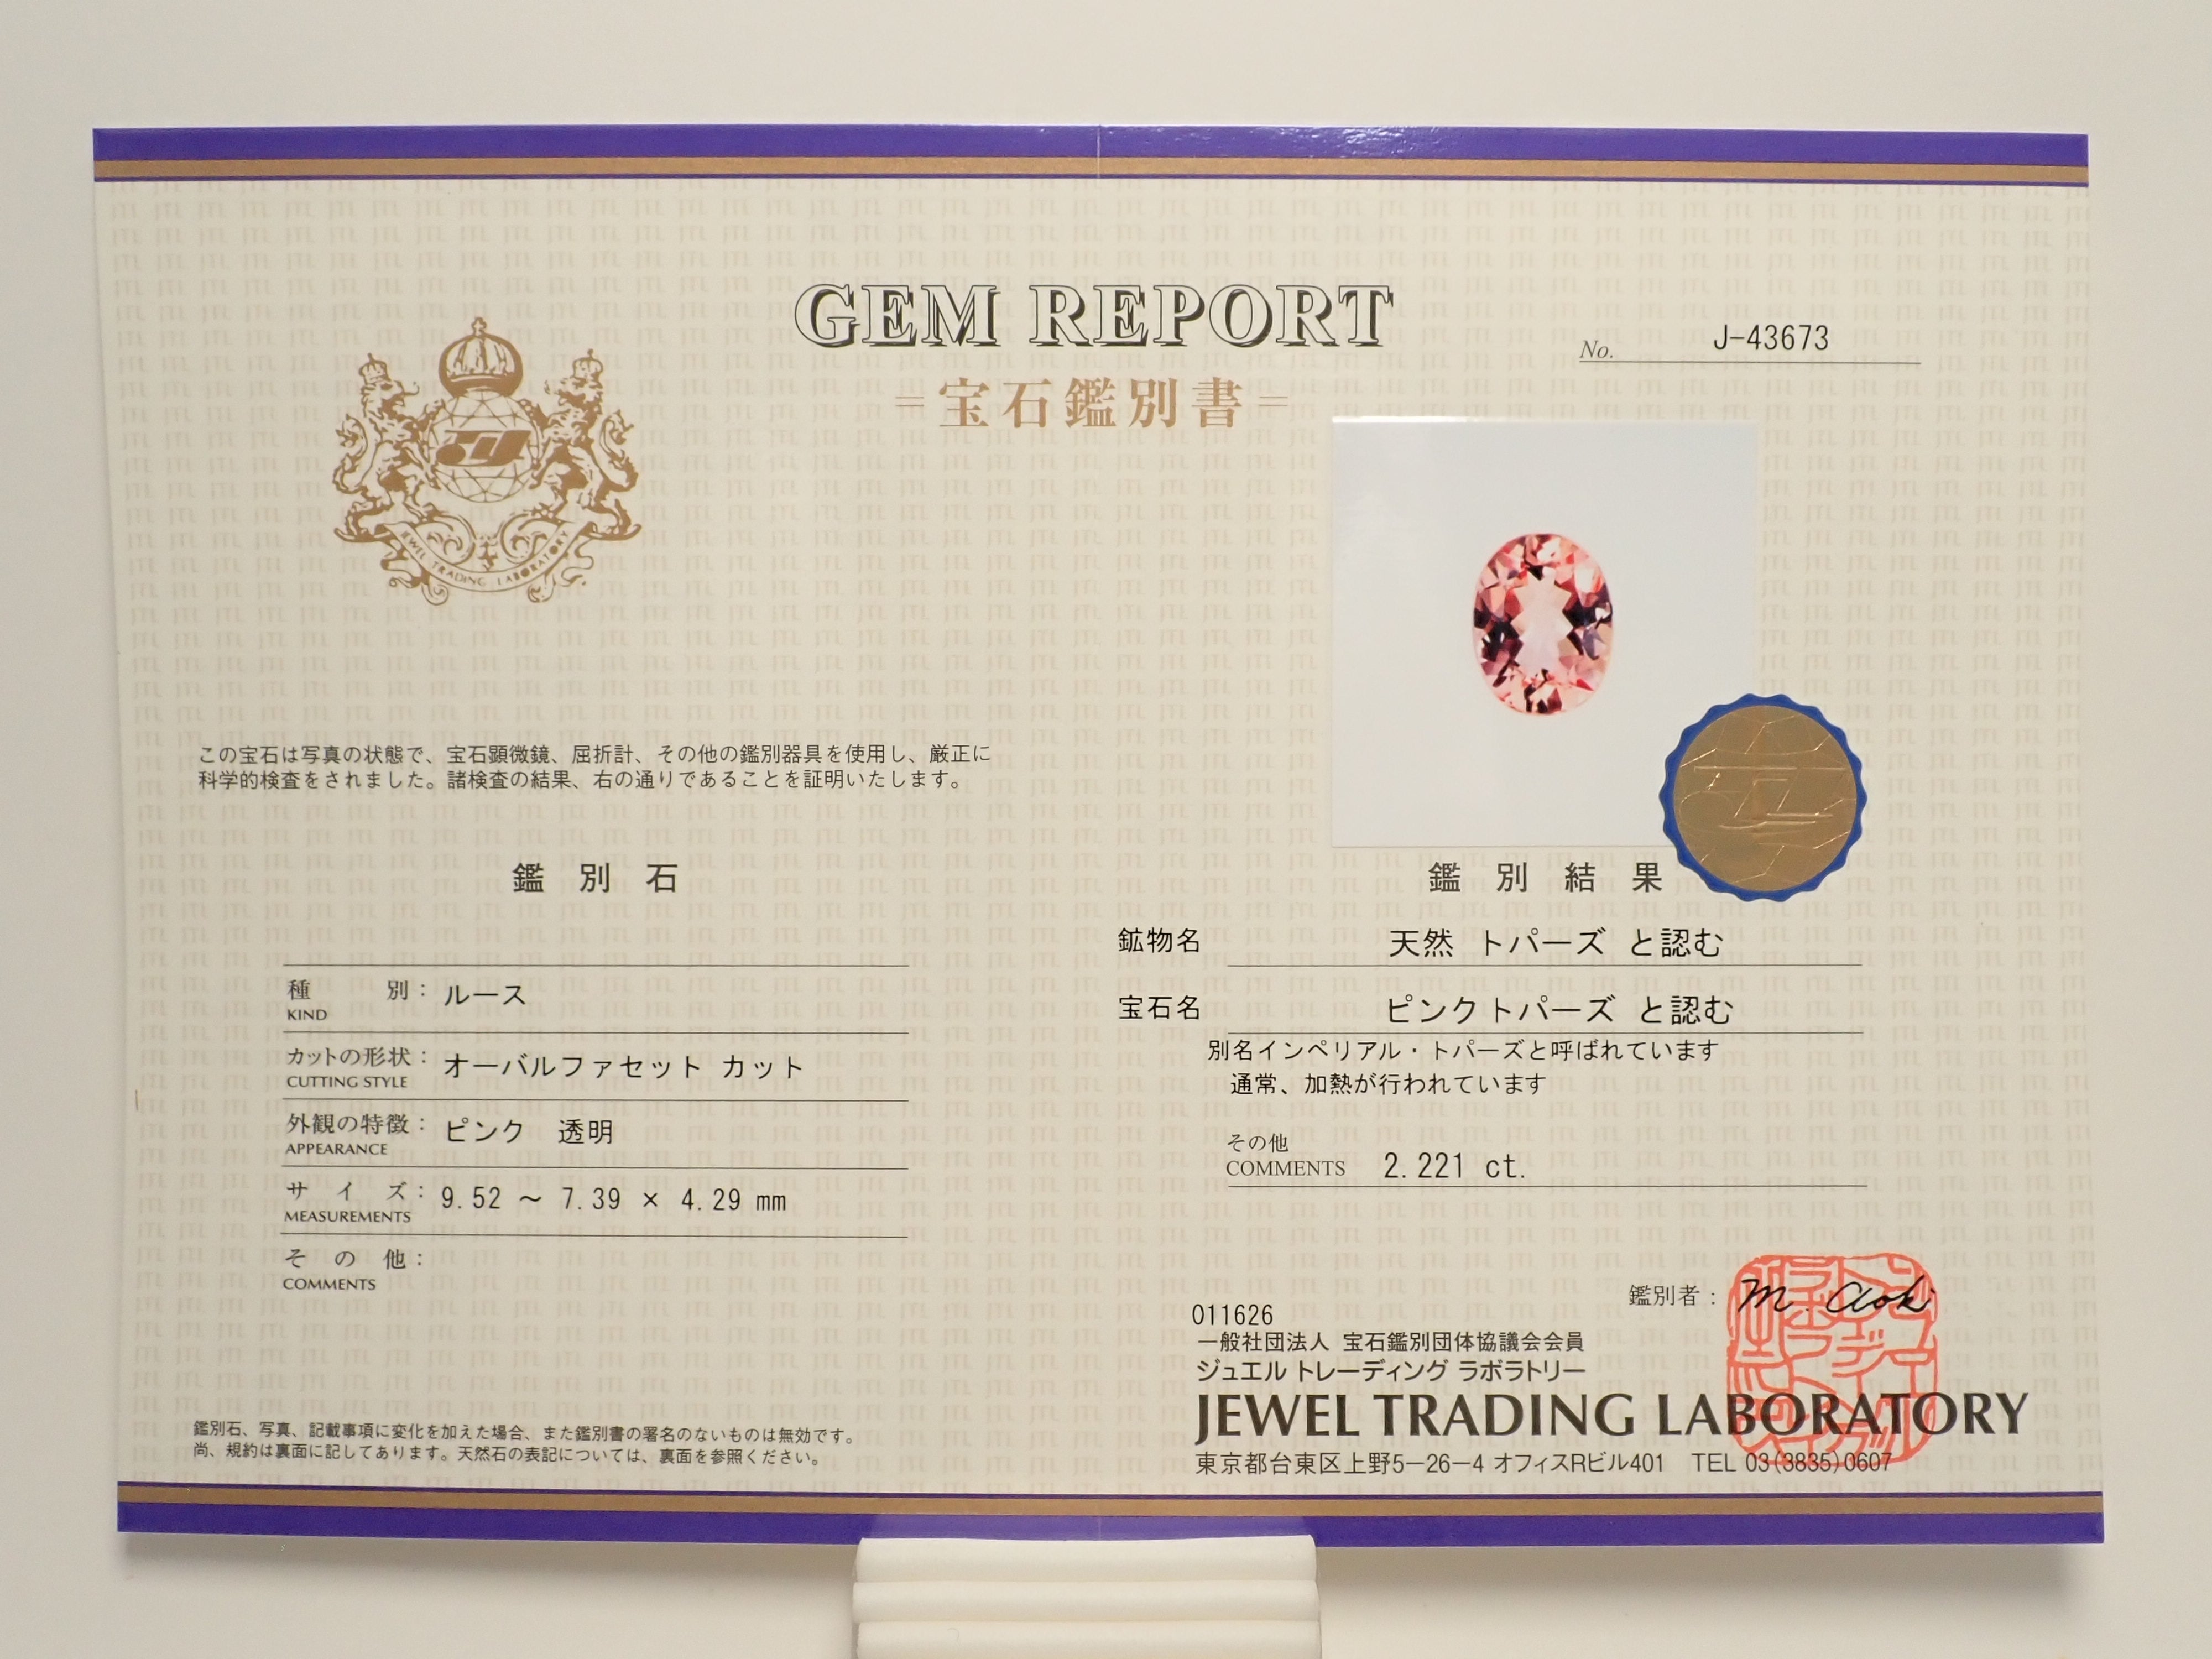 GEM REPORT
=宝石鑑別書=
No. J-43673
JEWEL TRADING LABORATORY
この宝石は写真の状態で、宝石顕微鏡、屈折計、その他の鑑別器具を使用し、厳正に
科学的検査をされました。諸検査の結果、右の通りであることを証明いたします。
鑑別石
種別：ルース
KIND
カットの形状：オーバルファセット カット
CUTTING STYLE
外観の特徴：ピンク 透明
APPEARANCE
サイズ：9.52 ～ 7.39 × 4.29 mm
MEASUREMENTS
その他：
COMMENTS
鑑別石、写真、記載事項に変化を加えた場合、また鑑別書の署名のないものは無効です。
尚、規約は裏面に記してあります。天然石の表記については、裏面を参照ください。
鑑別結果
鉱物名 天然 トパーズ と認む
宝石名 ピンクトパーズ と認む
別名インペリアル・トパーズと呼ばれています
通常、加熱が行われています
その他
COMMENTS 2.221 ct.
鑑別者：M. Aoki
011626
一般社団法人 宝石鑑別団体協議会会員
ジュエル トレーディング ラボラトリー
JEWEL TRADING LABORATORY
東京都台東区上野5－26－4 オフィスRビル401 TEL 03(3835)0607